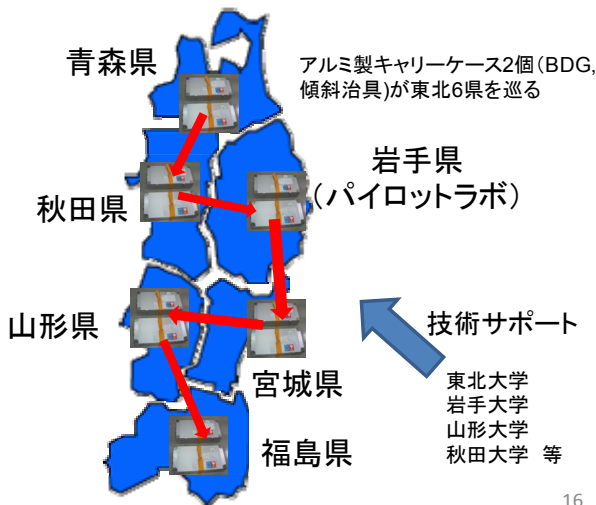 青森県
アルミ製キャリーケース2個(BDG,
傾斜治具)が東北6県を巡る
岩手県
(パイロットラボ)
秋田県
山形県
技術サポート
宮城県
東北大学
岩手大学
山形大学
秋田大学 等
福島県
16